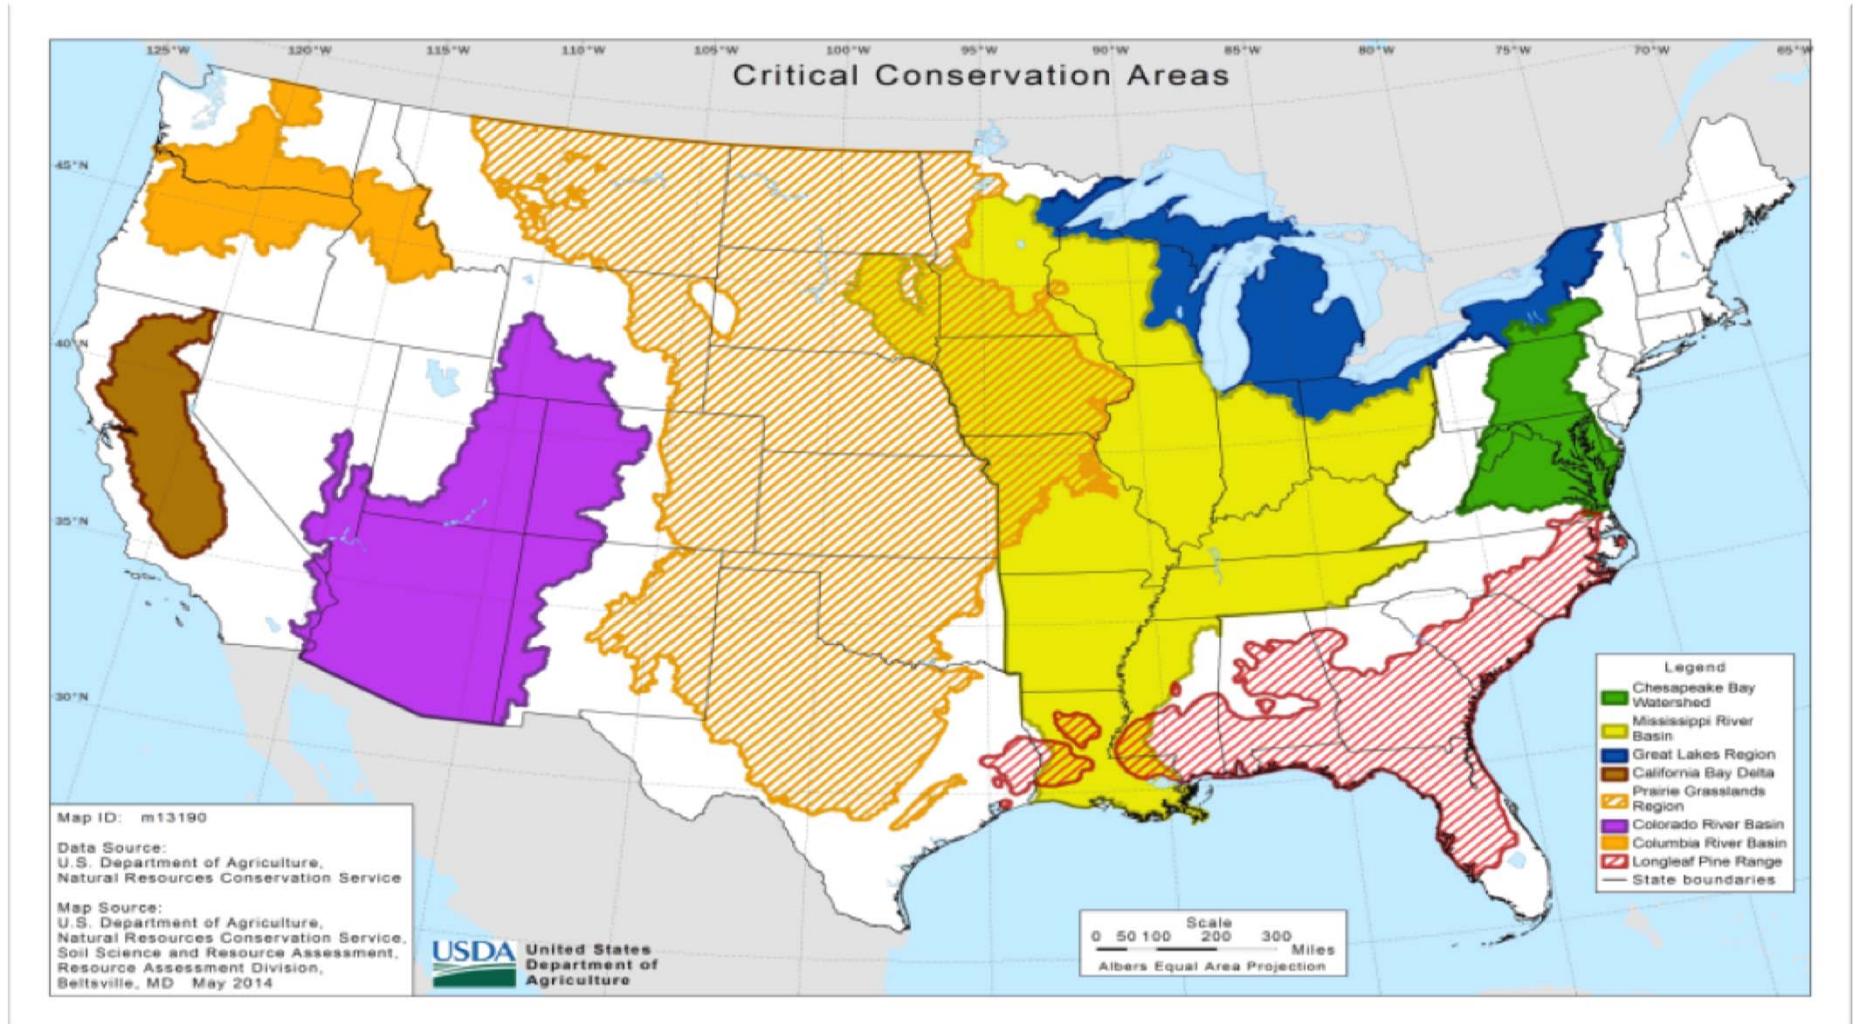 125°W 120°W 115°W 110°W 105°W 100°W 95°W 90°W 85°W 80°W 75°W 70°W 65°W
Critical Conservation Areas
45°N
40°N
35°N
30°N
Legend
Chesapeake Bay
Watershed
Mississippi River
Basin
Great Lakes Region
California Bay Delta
Prairie Grasslands
Region
Colorado River Basin
Columbia River Basin
Longleaf Pine Range
State boundaries
Map ID: m13190
Data Source:
U.S. Department of Agriculture,
Natural Resources Conservation Service
Map Source:
U.S. Department of Agriculture,
Natural Resources Conservation Service,
Soil Science and Resource Assessment,
Resource Assessment Division,
Beltsville, MD May 2014
USDA
United States
Department of
Agriculture
Scale
0 50 100 200 300
Miles
Albers Equal Area Projection